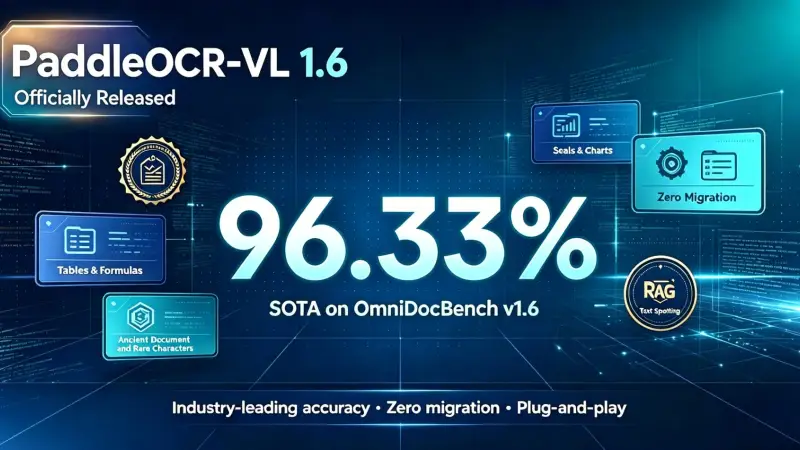 PaddleOCR-VL 1.6
Officially Released
Seals & Charts
Zero Migration
96.33%
SOTA on OmniDocBench v1.6
Tables & Formulas
Ancient Document
and Rare Characters
RAG
Text Spotting
Industry-leading accuracy • Zero migration • Plug-and-play